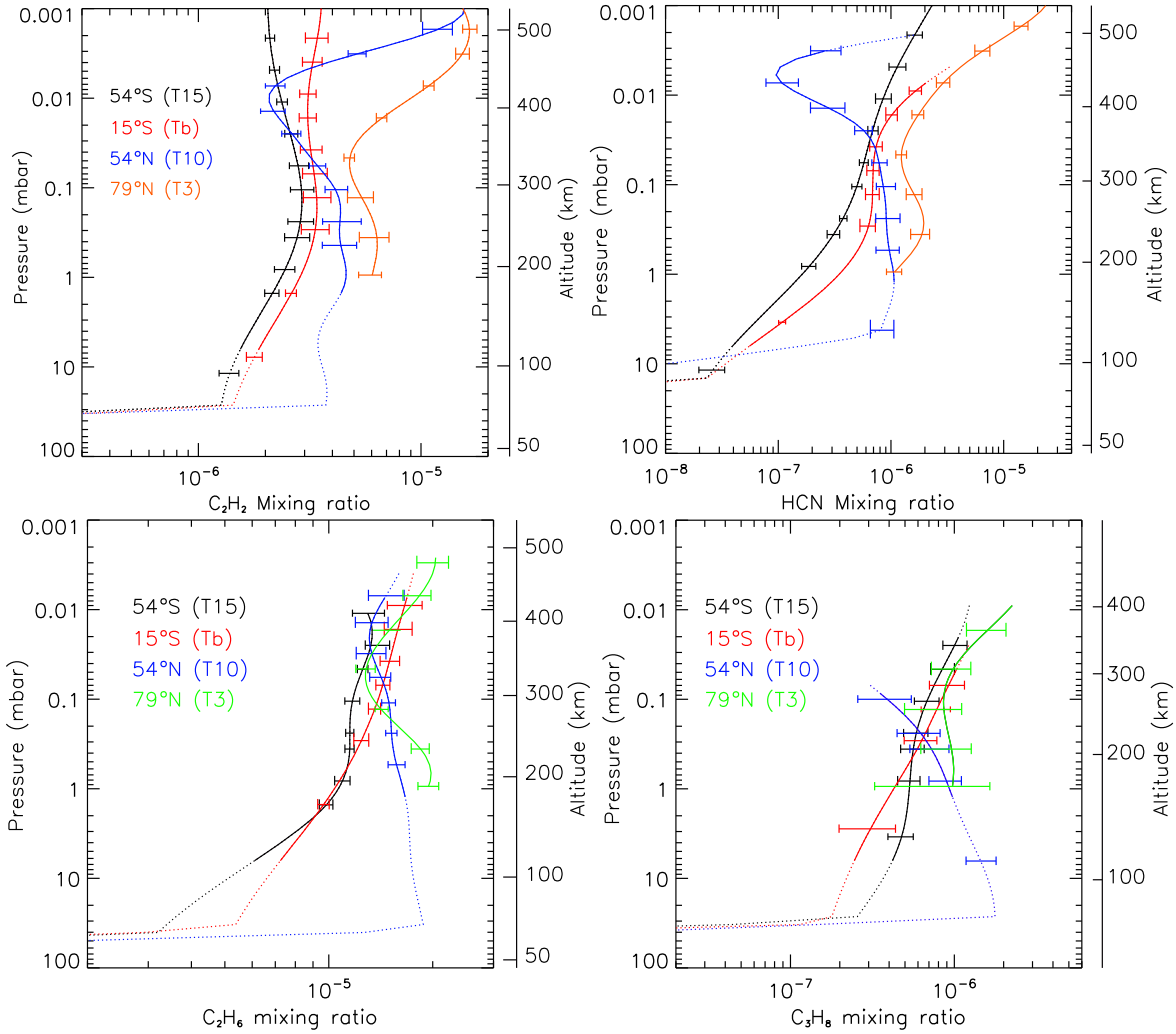 0.001
0.01
0.1
1
10
100
Pressure (mbar)
54°S (T15)
15°S (Tb)
54°N (T10)
79°N (T3)
10⁻⁶
10⁻⁵
C₂H₂ Mixing ratio
500
400
300
200
100
50
Altitude (km)
0.001
0.01
0.1
1
10
100
Pressure (mbar)
10⁻⁸
10⁻⁷
10⁻⁶
10⁻⁵
HCN Mixing ratio
500
400
300
200
100
50
Altitude (km)
0.001
0.01
0.1
1
10
100
Pressure (mbar)
54°S (T15)
15°S (Tb)
54°N (T10)
79°N (T3)
10⁻⁵
C₂H₆ mixing ratio
500
400
300
200
100
50
Altitude (km)
0.001
0.01
0.1
1
10
100
Pressure (mbar)
54°S (T15)
15°S (Tb)
54°N (T10)
79°N (T3)
10⁻⁷
10⁻⁶
C₃H₈ mixing ratio
400
300
200
100
Altitude (km)